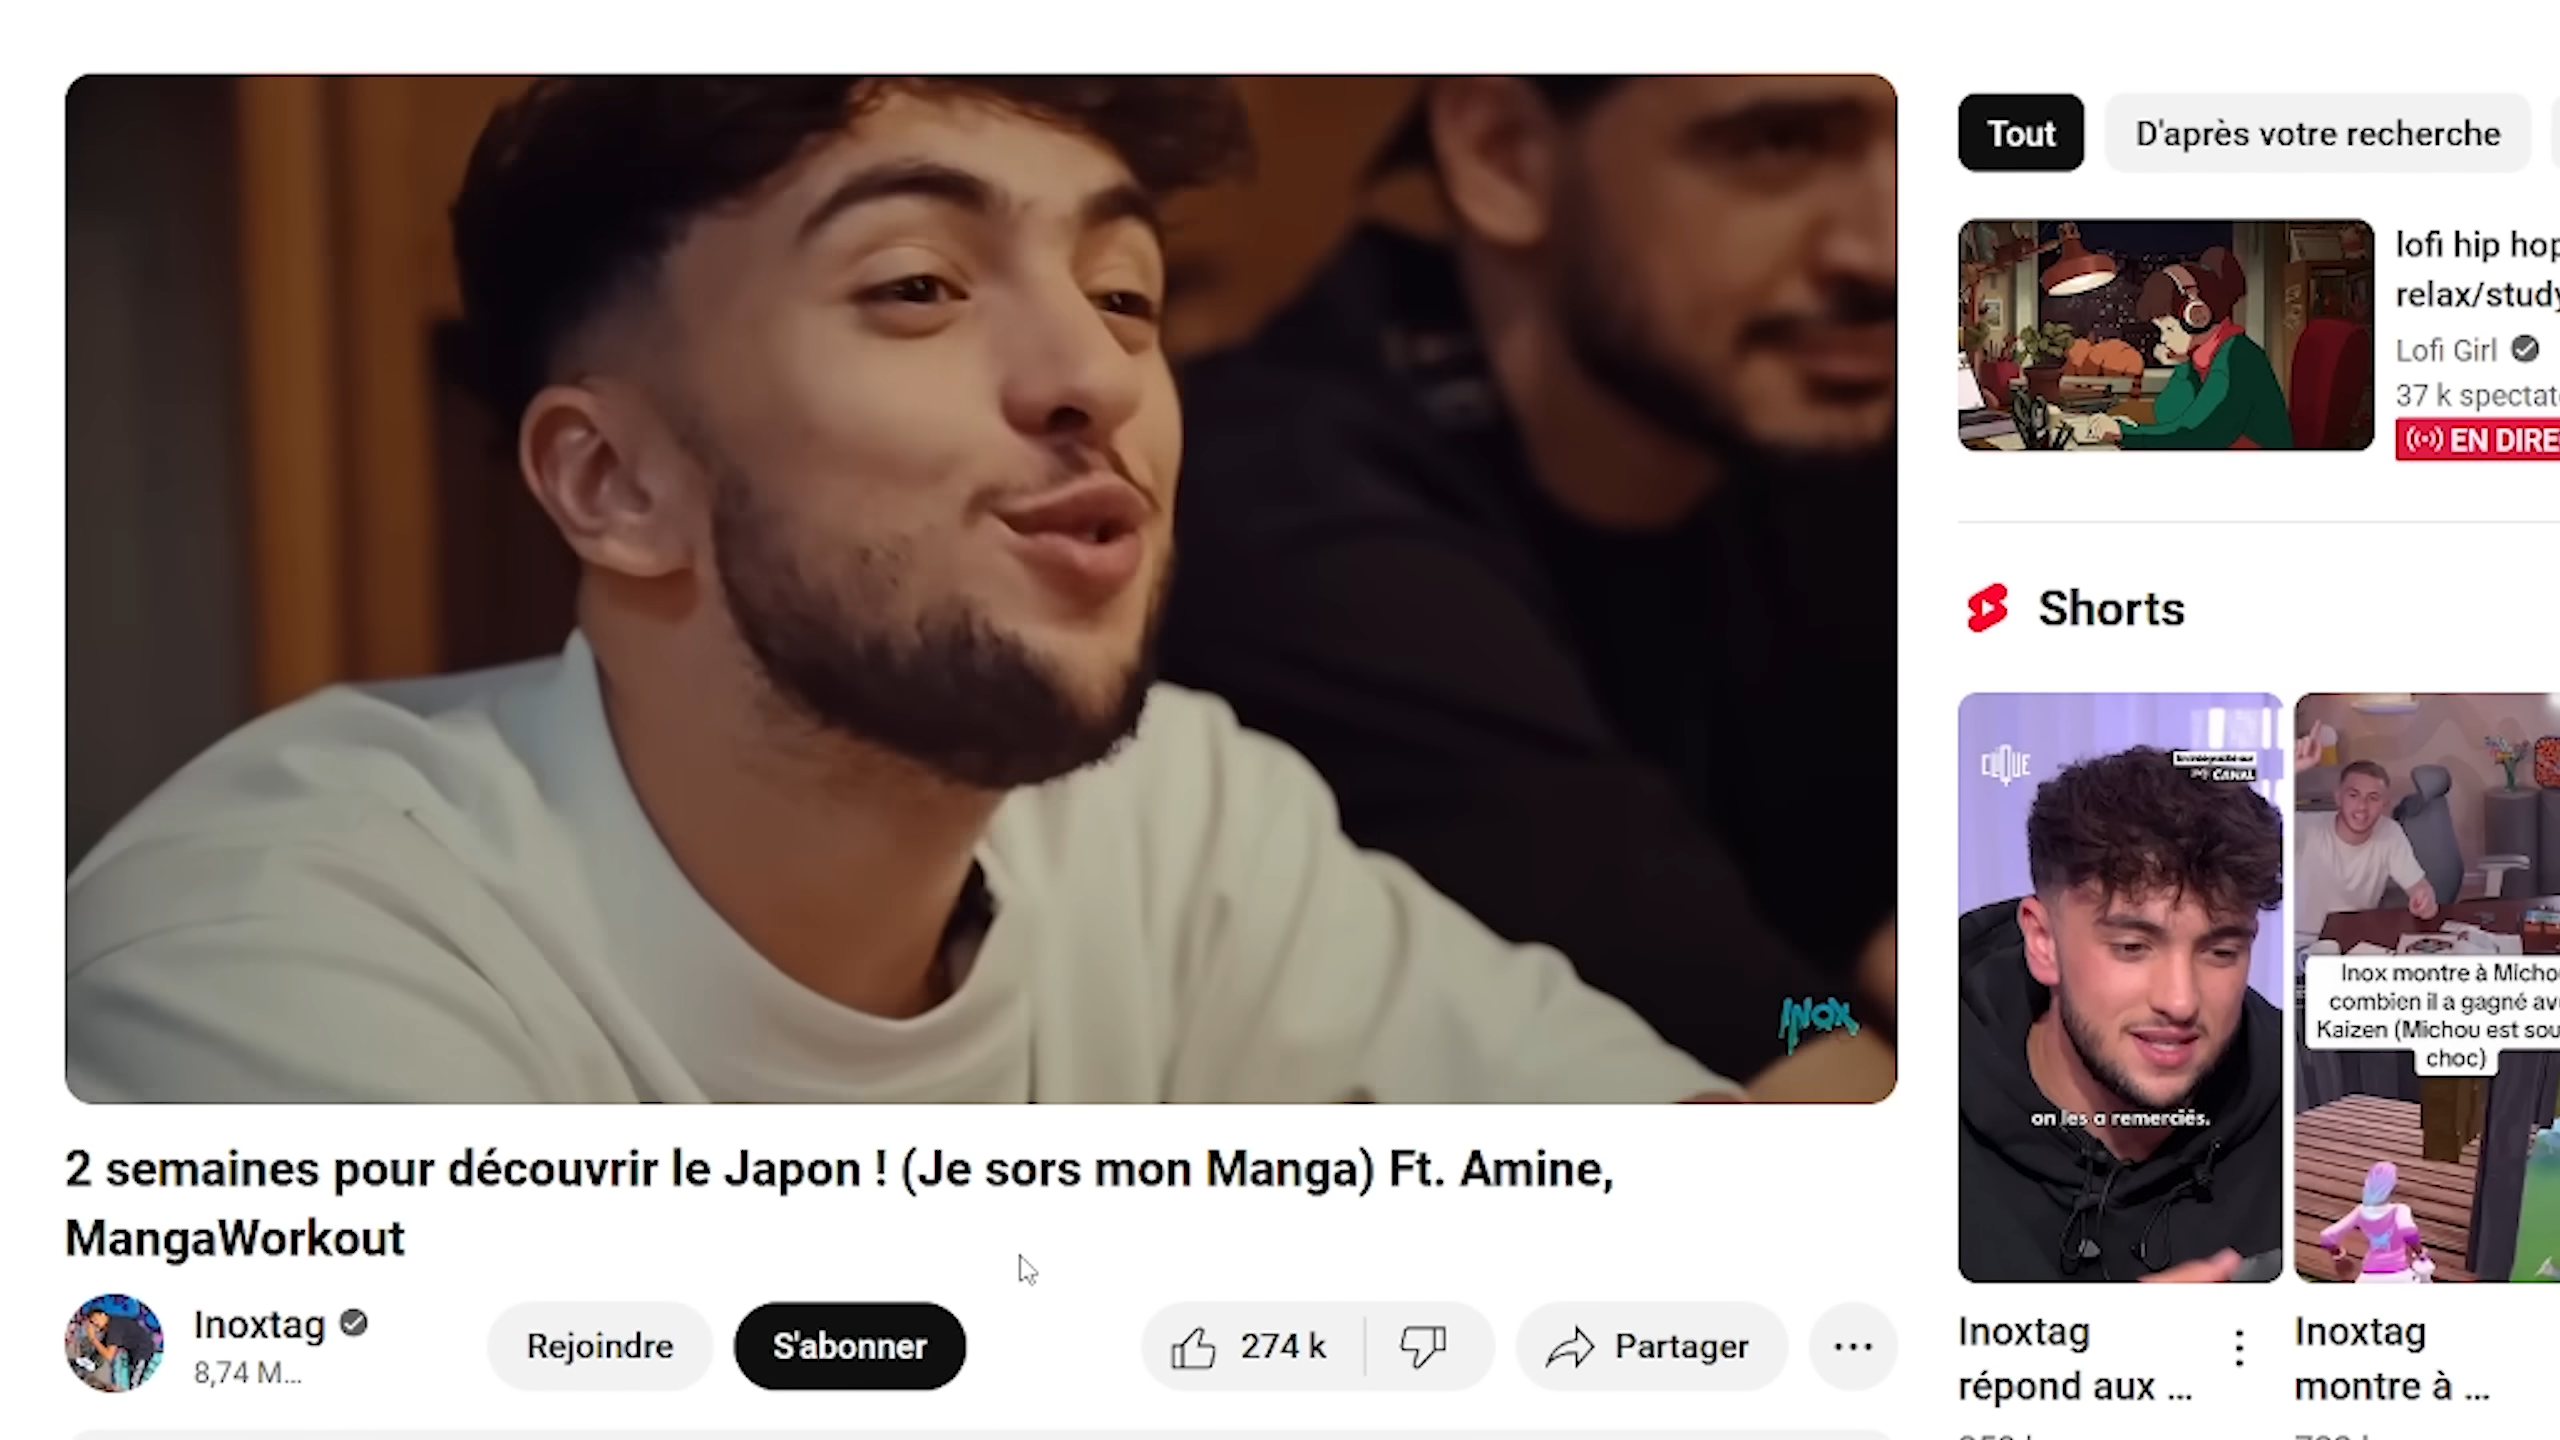 Tout
D'après votre recherche
lofi hip hop
relax/study
Lofi Girl
37 k
EN DIRE
Shorts
INOX
CLIQUE
CANAL
on les a remerciés.
Inox montre à Micho
combien il a gagné av
Kaizen (Michou est sou
choc)
2 semaines pour découvrir le Japon ! (Je sors mon Manga) Ft. Amine,
MangaWorkout
Inoxtag
8,74 M...
Rejoindre
S'abonner
274 k
Partager
Inoxtag
répond aux ...
Inoxtag
montre à ...